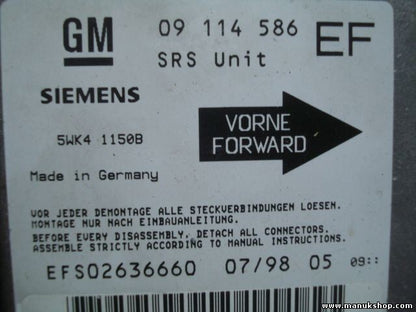 GM 09 114 586 EF
SRS Unit
SIEMENS
VORNE
FORWARD
5WK4 1150B
Made in Germany
VOR JEDER DEMONTAGE ALLE STECKVERBINDUNGEN LOESEN.
MONTAGE NUR NACH EINBAUANLEITUNG.
BEFORE EVERY DISASSEMBLY, DETACH ALL CONNECTORS.
ASSEMBLE STRICTLY ACCORDING TO MANUAL INSTRUCTIONS.
EFS02636660 07/98 05 09::
www.manukshop.com